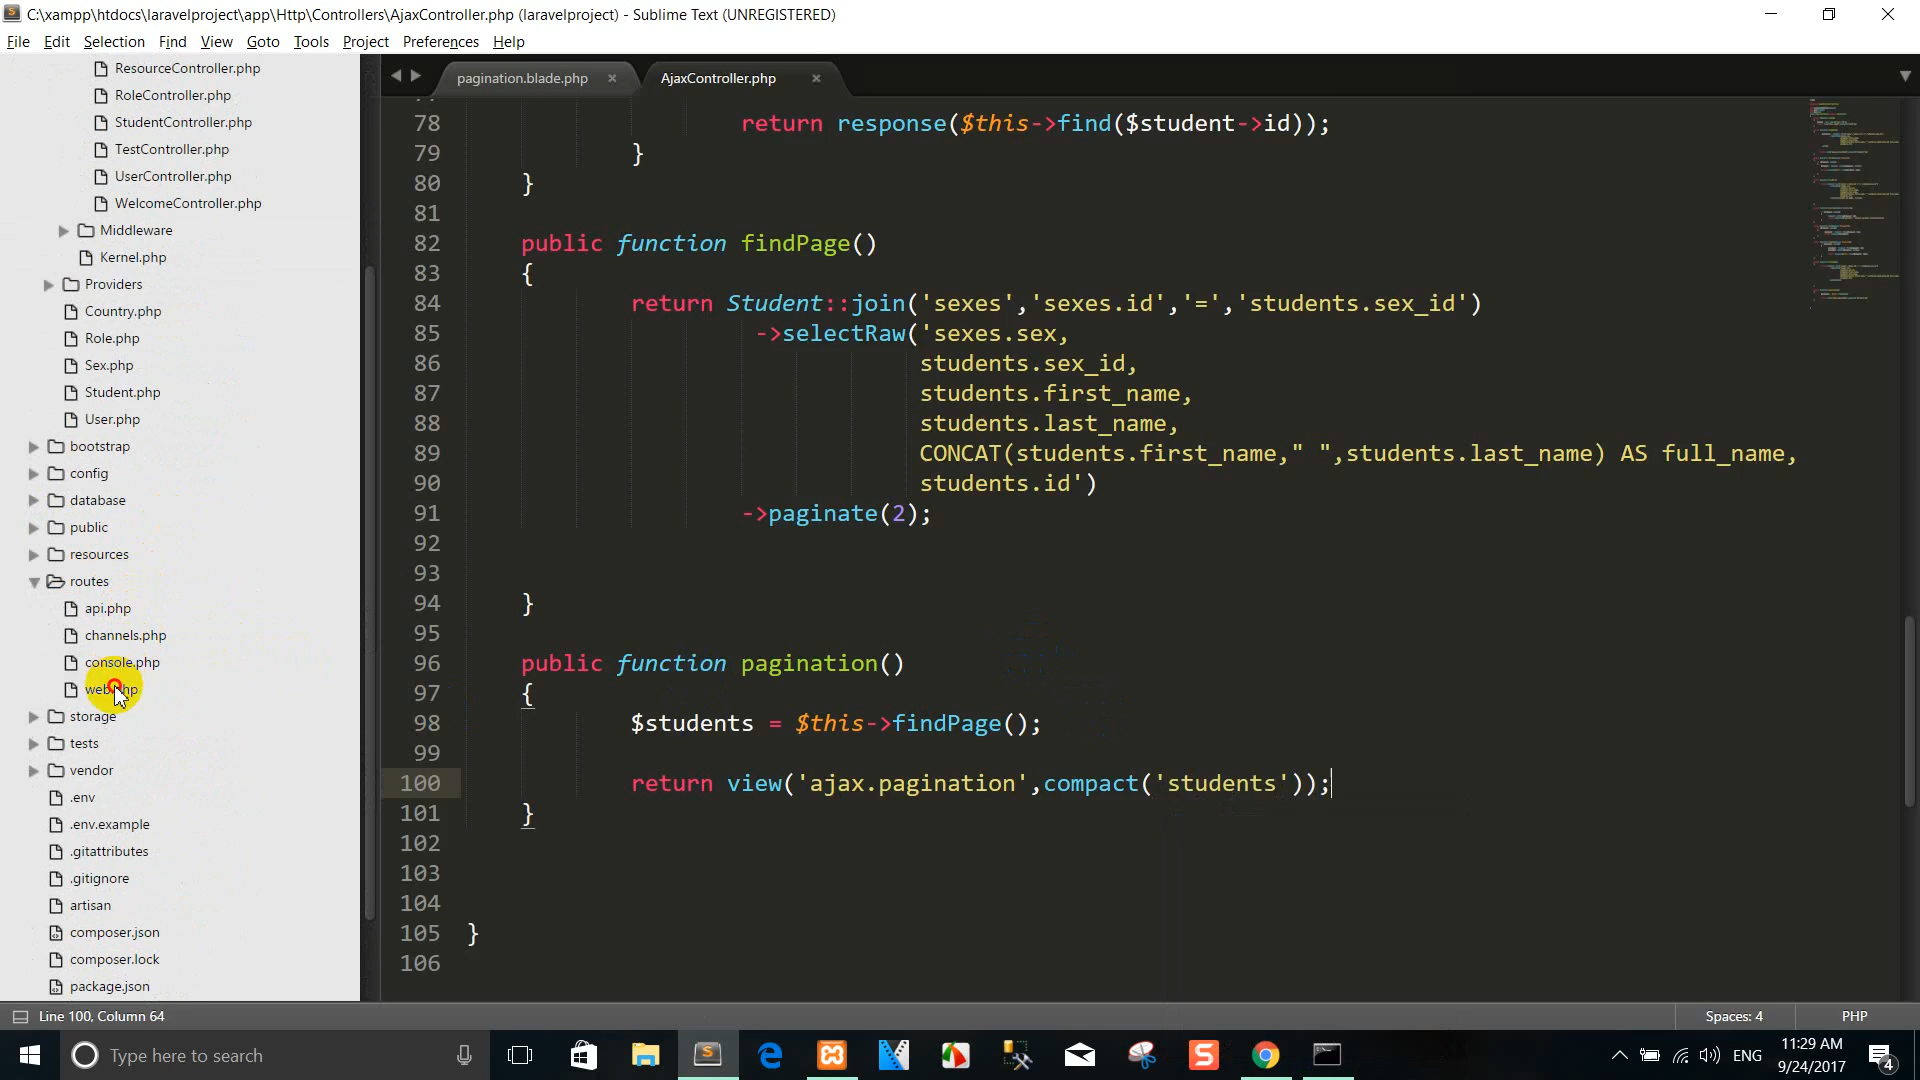 C:\xampp\htdocs\laravelproject\app\Http\Controllers\AjaxController.php (laravelproject) - Sublime Text (UNREGISTERED)
File Edit Selection Find View Goto Tools Project Preferences Help
ResourceController.php
RoleController.php
StudentController.php
TestController.php
UserController.php
WelcomeController.php
Middleware
Kernel.php
Providers
Country.php
Role.php
Sex.php
Student.php
User.php
bootstrap
config
database
public
resources
routes
api.php
channels.php
console.php
web.php
storage
tests
vendor
.env
.env.example
.gitattributes
.gitignore
artisan
composer.json
composer.lock
package.json
pagination.blade.php
AjaxController.php
78 return response($this->find($student->id));
79 }
80 }
81
82 public function findPage()
83 {
84 return Student::join('sexes','sexes.id','=','students.sex_id')
85 ->selectRaw('sexes.sex,
86 students.sex_id,
87 students.first_name,
88 students.last_name,
89 CONCAT(students.first_name," ",students.last_name) AS full_name,
90 students.id')
91 ->paginate(2);
92
93
94 }
95
96 public function pagination()
97 {
98 $students = $this->findPage();
99
100 return view('ajax.pagination',compact('students'));
101 }
102
103
104
105 }
106
Line 100, Column 64
Spaces: 4
PHP
Type here to search
ENG
11:29 AM
9/24/2017
4